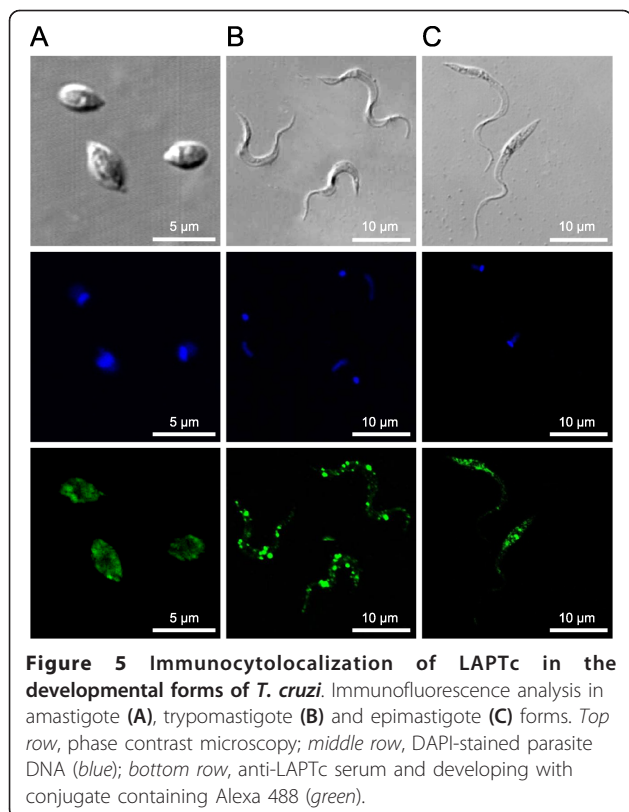 A
B
C
5 µm
10 µm
10 µm
5 µm
10 µm
10 µm
5 µm
10 µm
10 µm
Figure 5 Immunocytolocalization of LAPTc in the
developmental forms of T. cruzi. Immunofluorescence analysis in
amastigote (A), trypomastigote (B) and epimastigote (C) forms. Top
row, phase contrast microscopy; middle row, DAPI-stained parasite
DNA (blue); bottom row, anti-LAPTc serum and developing with
conjugate containing Alexa 488 (green).